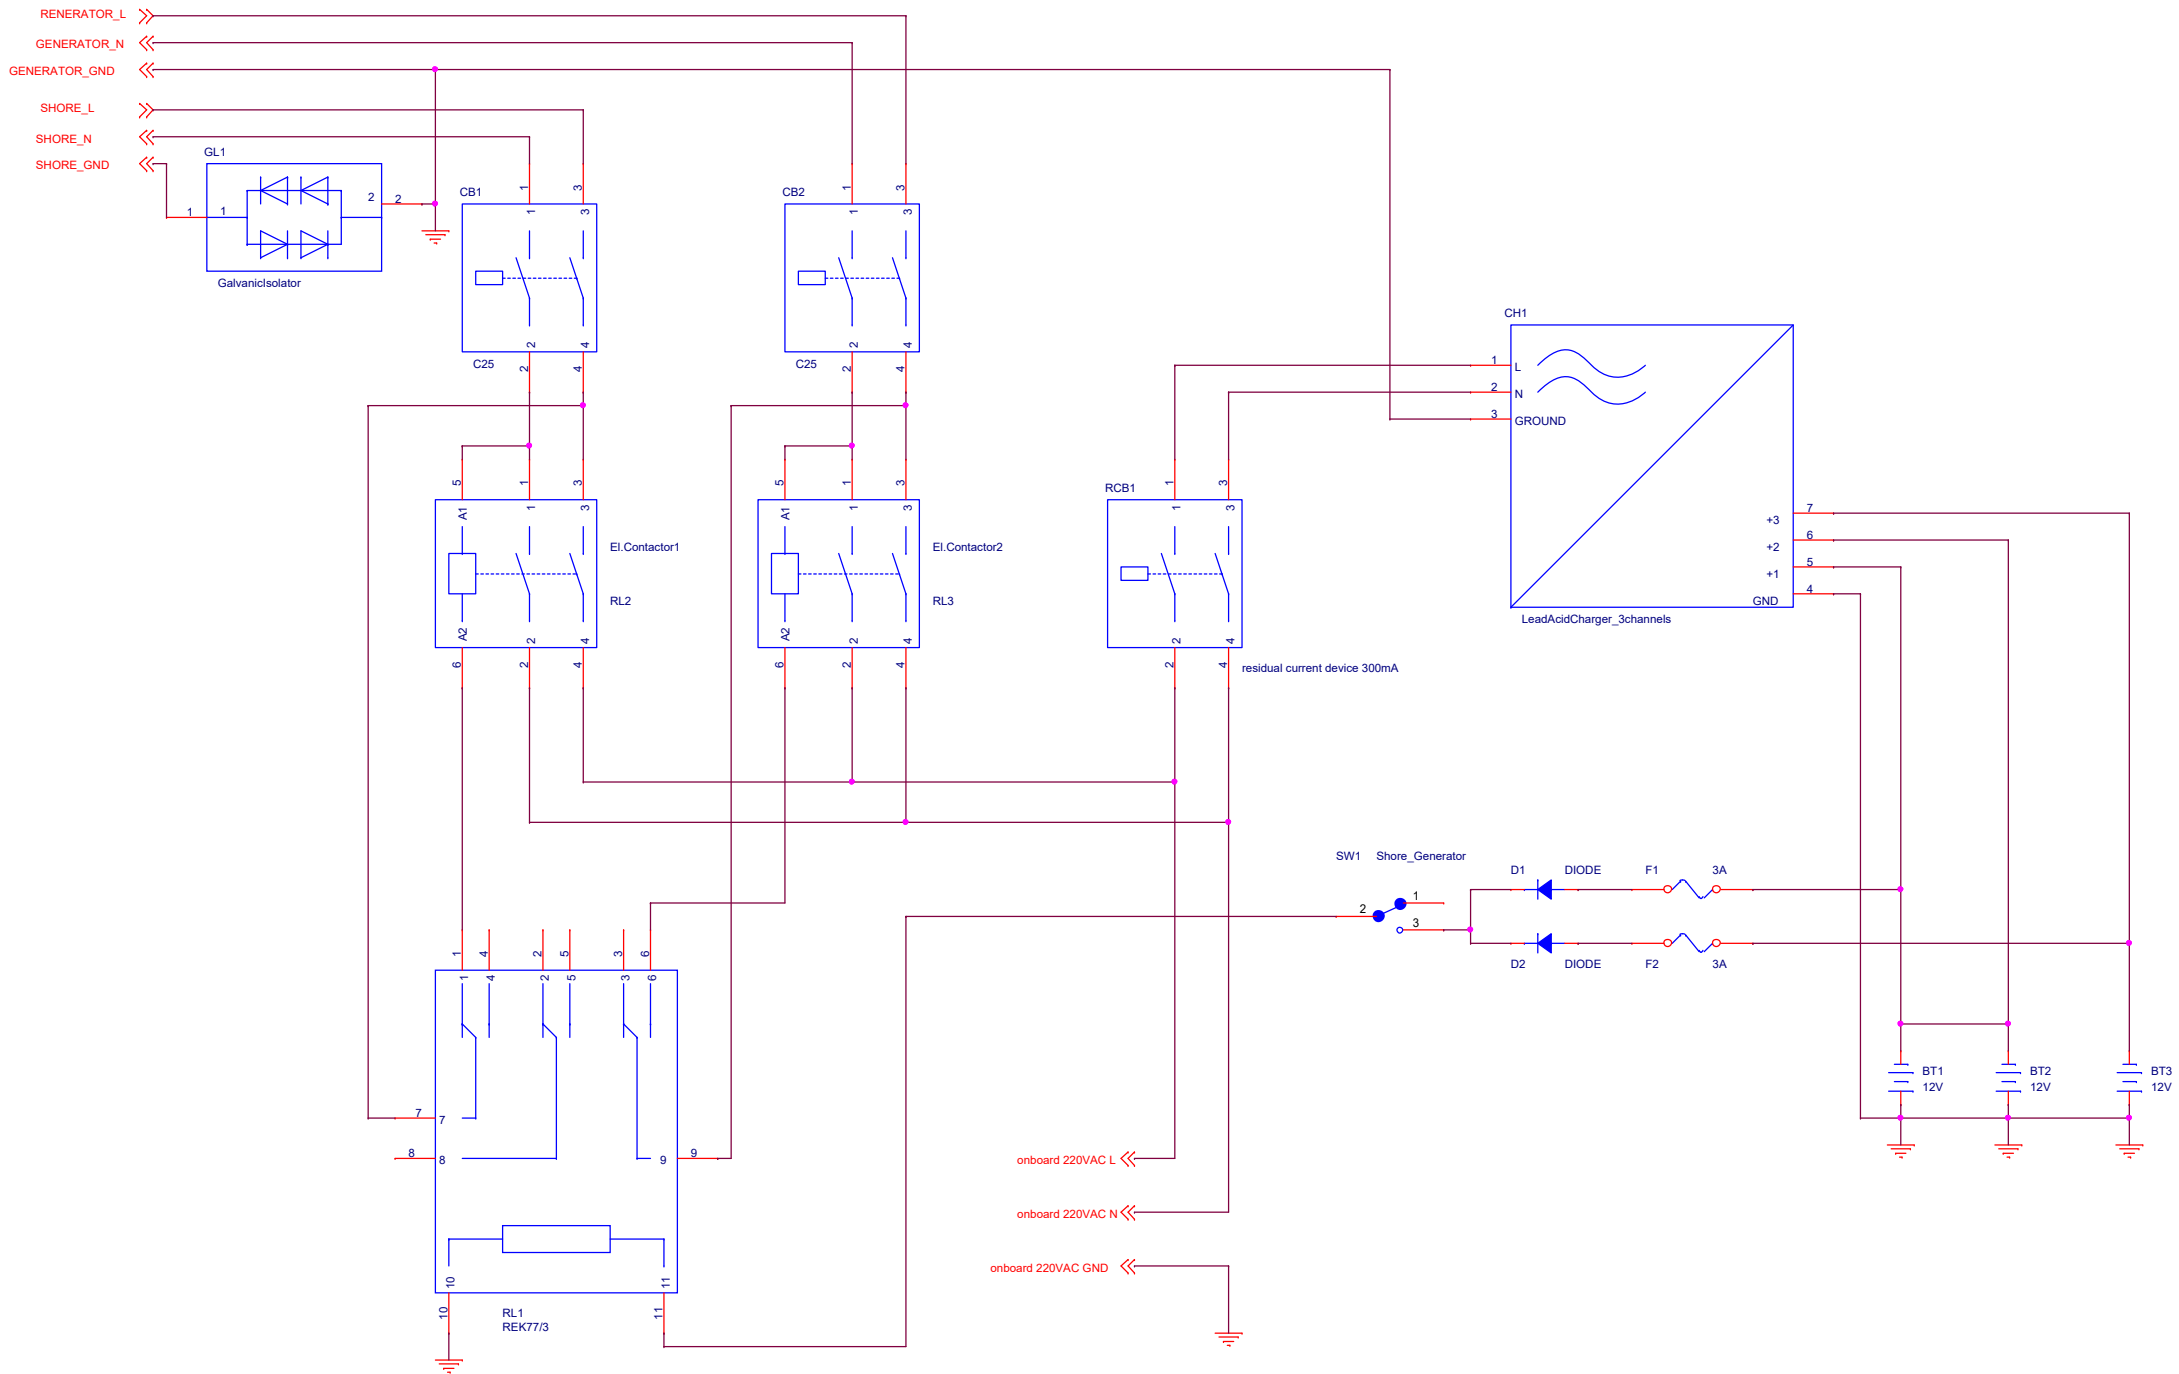 RENERATOR_L
GENERATOR_N
GENERATOR_GND
SHORE_L
SHORE_N
SHORE_GND
GL1
1
1
2
2
GalvanicIsolator
CB1
1
3
1
3
2
4
C25
2
4
CB2
1
3
1
3
2
4
C25
2
4
CH1
1
L
2
N
3
GROUND
+3
7
+2
6
+1
5
GND
4
LeadAcidCharger_3channels
5
1
3
A1
1
3
El.Contactor1
RL2
A2
2
4
6
2
4
5
1
3
A1
1
3
El.Contactor2
RL3
A2
2
4
6
2
4
RCB1
1
3
1
3
2
4
2
4
residual current device 300mA
SW1 Shore_Generator
2
1
3
D1 DIODE F1 3A
D2 DIODE F2 3A
1
4
2
5
3
6
1
4
2
5
3
6
7
7
8
8
9
9
10
11
10
11
RL1
REK77/3
onboard 220VAC L
onboard 220VAC N
onboard 220VAC GND
BT1
12V
BT2
12V
BT3
12V